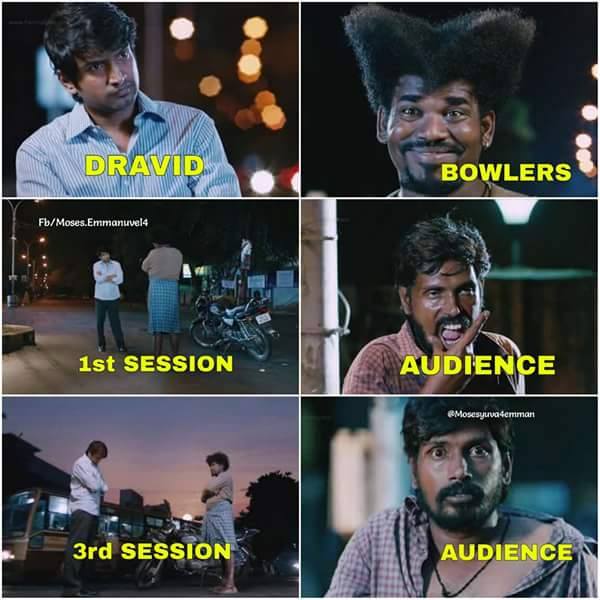 DRAVID
BOWLERS
Fb/Moses.Emmanuvel4
1st SESSION
AUDIENCE
@Mosesyuva4emman
3rd SESSION
AUDIENCE